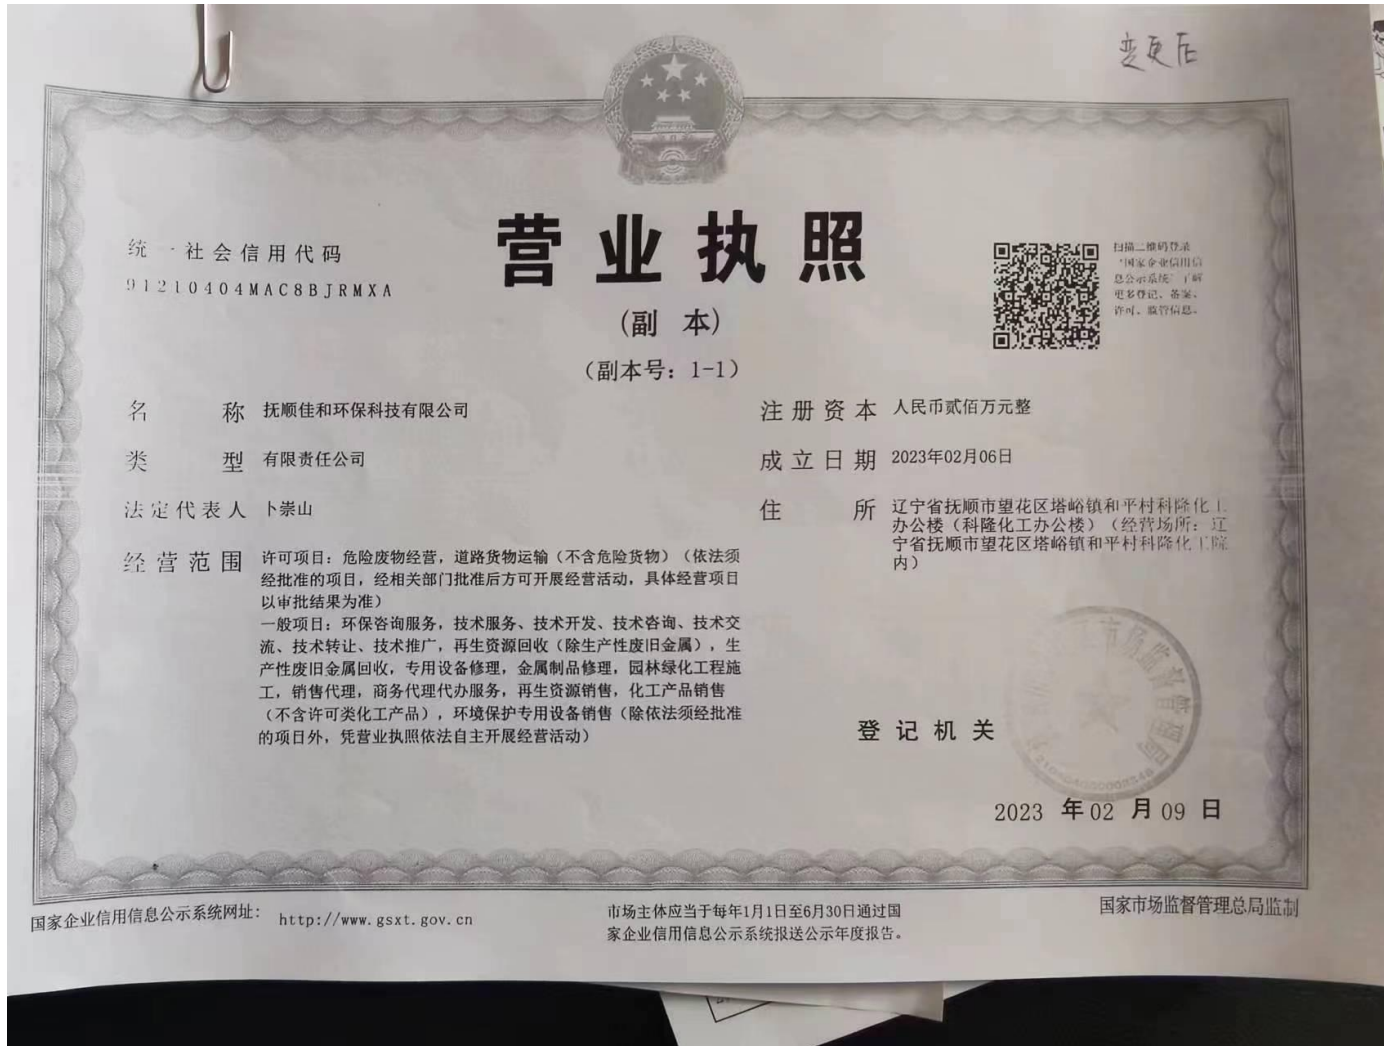 变更后
营业执照
(副 本)
(副本号：1-1)
统一社会信用代码
91210404MAC8BJRMXA
扫描二维码登录
"国家企业信用信
息公示系统"了解
更多登记、备案、
许可、监管信息。
名 称 抚顺佳和环保科技有限公司
类 型 有限责任公司
法定代表人 卜崇山
经营范围 许可项目：危险废物经营，道路货物运输（不含危险货物）（依法须
经批准的项目，经相关部门批准后方可开展经营活动，具体经营项目
以审批结果为准）
一般项目：环保咨询服务，技术服务、技术开发、技术咨询、技术交
流、技术转让、技术推广，再生资源回收（除生产性废旧金属），生
产性废旧金属回收，专用设备修理，金属制品修理，园林绿化工程施
工，销售代理，商务代理代办服务，再生资源销售，化工产品销售
（不含许可类化工产品），环境保护专用设备销售（除依法须经批准
的项目外，凭营业执照依法自主开展经营活动）
注册资本 人民币贰佰万元整
成立日期 2023年02月06日
住 所 辽宁省抚顺市望花区塔峪镇和平村科隆化工
办公楼（科隆化工办公楼）（经营场所：辽
宁省抚顺市望花区塔峪镇和平村科隆化工院
内）
市场监督管理局
登记机关
2023 年 02 月 09 日
国家企业信用信息公示系统网址： http://www.gsxt.gov.cn
市场主体应当于每年1月1日至6月30日通过国
家企业信用信息公示系统报送公示年度报告。
国家市场监督管理总局监制